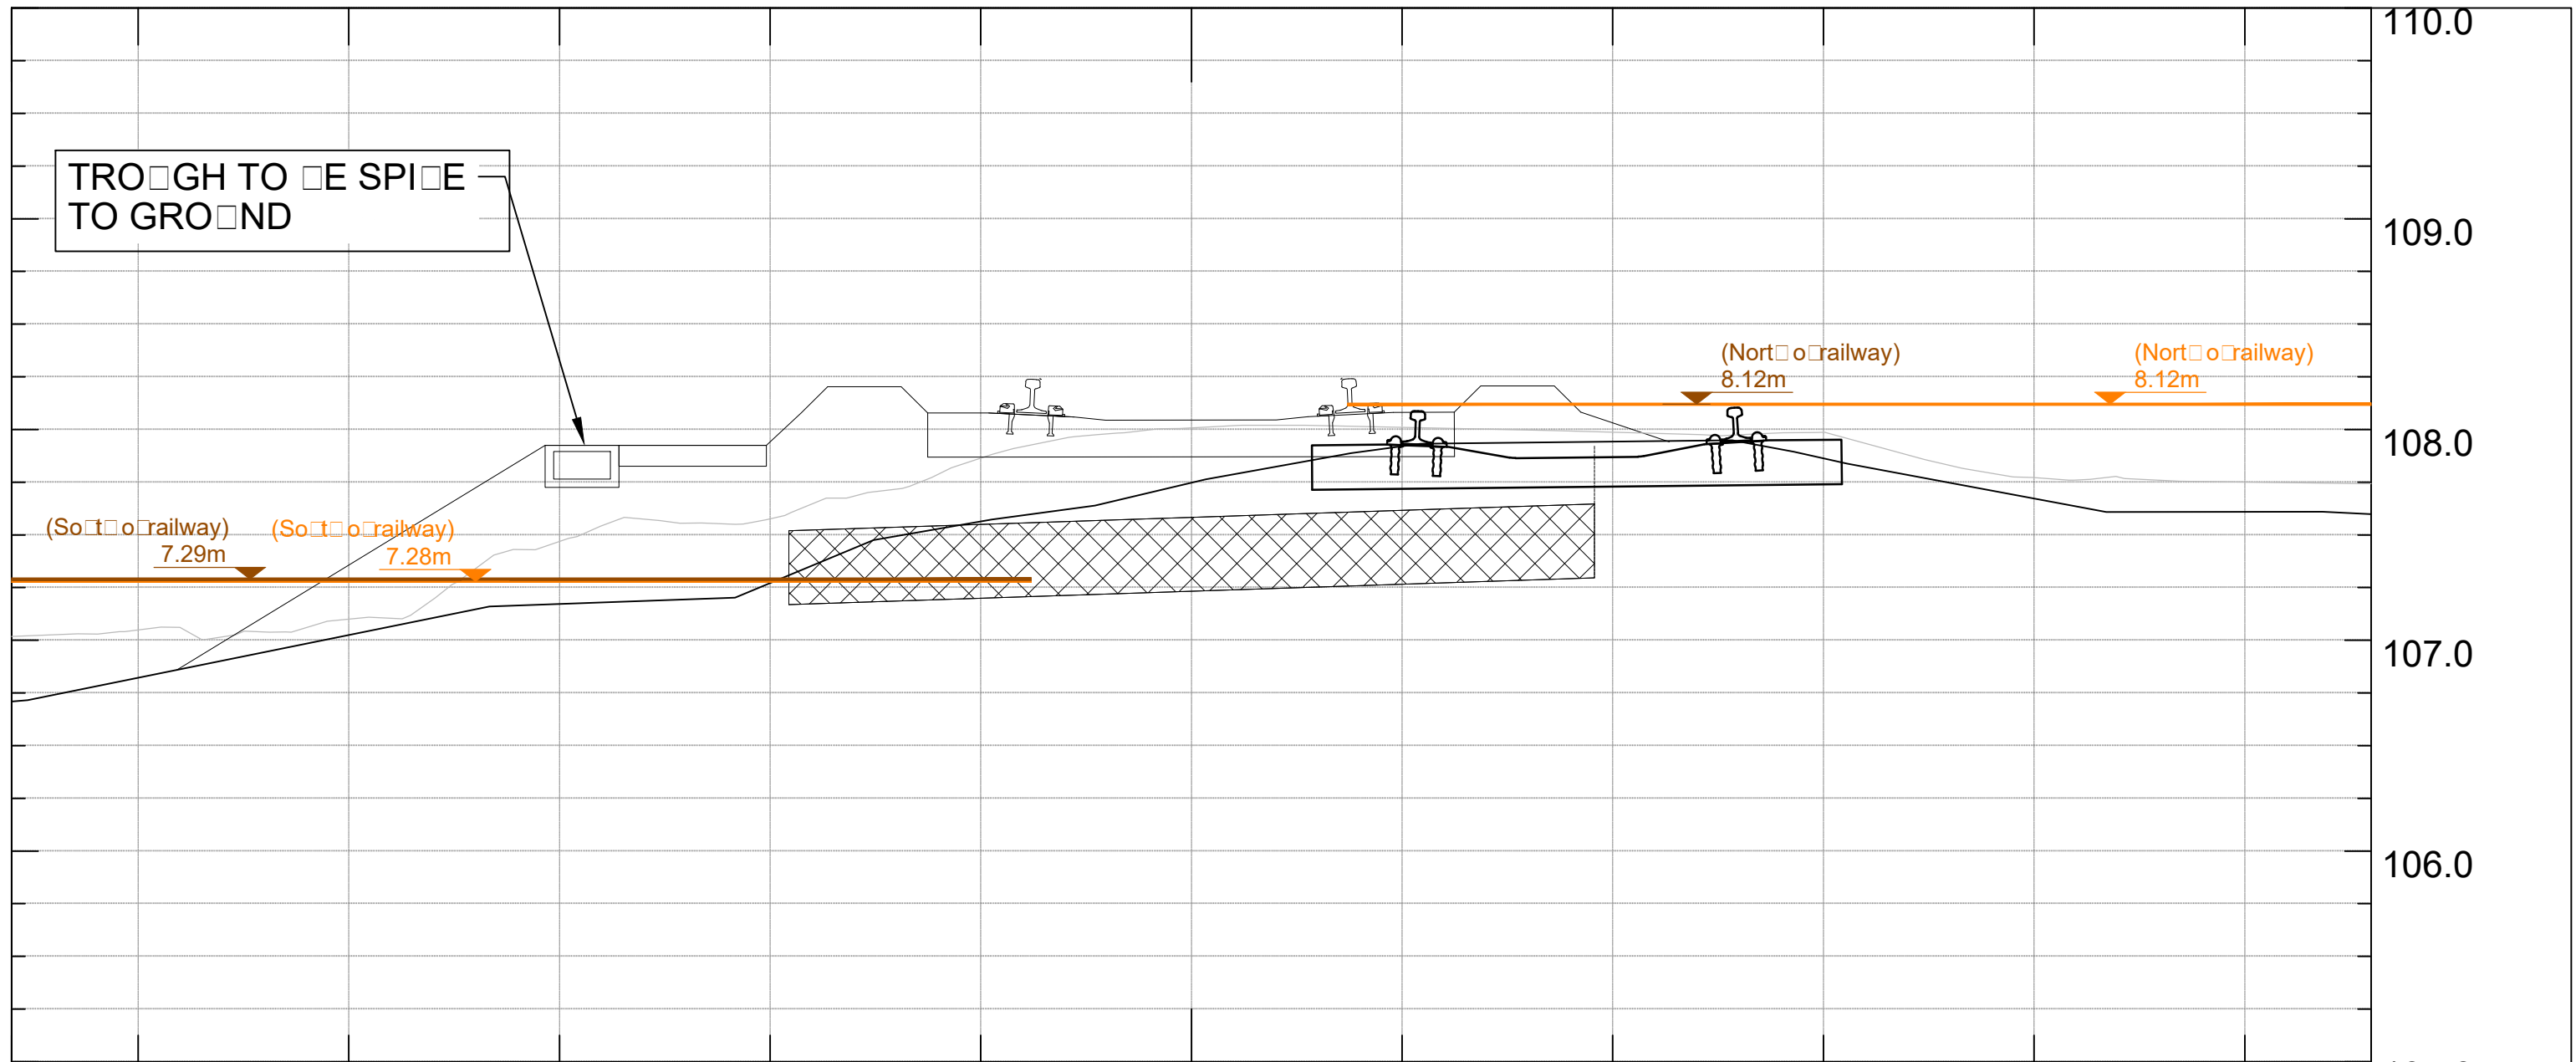 110.0
TRO□GH TO □E SPI□E
TO GRO□ND
109.0
(Nort□ o□railway)
8.12m
(Nort□ o□railway)
8.12m
108.0
(So□t□ o□railway)
7.29m
(So□t□ o□railway)
7.28m
107.0
106.0